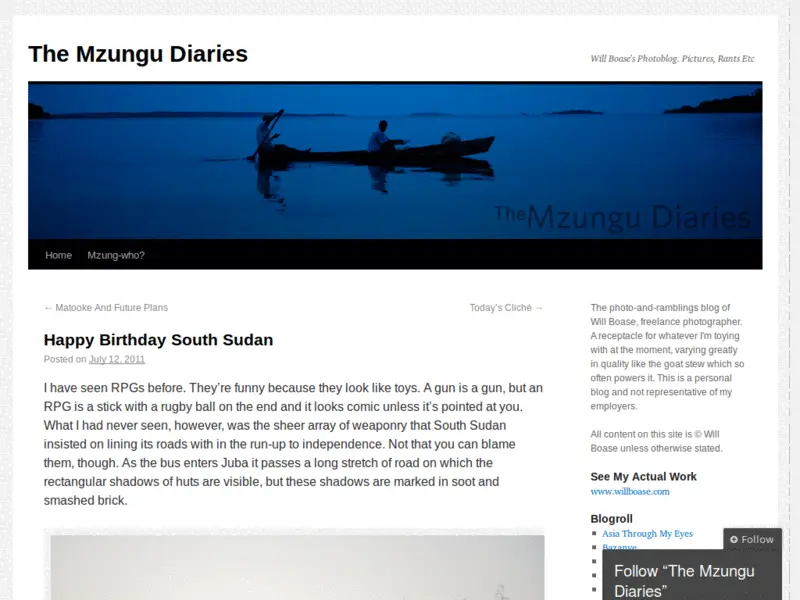 The Mzungu Diaries
Will Boase's Photoblog. Pictures, Rants Etc
TheMzungu Diaries
Home Mzung-who?
← Matooke And Future Plans
Today's Cliché →
Happy Birthday South Sudan
Posted on July 12, 2011
I have seen RPGs before. They're funny because they look like toys. A gun is a gun, but an
RPG is a stick with a rugby ball on the end and it looks comic unless it's pointed at you.
What I had never seen, however, was the sheer array of weaponry that South Sudan
insisted on lining its roads with in the run-up to independence. Not that you can blame
them, though. As the bus enters Juba it passes a long stretch of road on which the
rectangular shadows of huts are visible, but these shadows are marked in soot and
smashed brick.
The photo-and-ramblings blog of
Will Boase, freelance photographer.
A receptacle for whatever I'm toying
with at the moment, varying greatly
in quality like the goat stew which so
often powers it. This is a personal
blog and not representative of my
employers.
All content on this site is © Will
Boase unless otherwise stated.
See My Actual Work
www.willboase.com
Blogroll
Asia Through My Eyes
Follow
Follow “The Mzungu
Diaries”